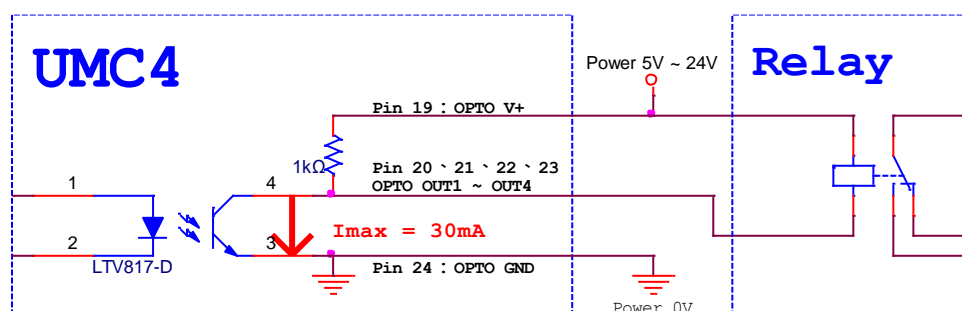 UMC4
Relay
Power 5V ~ 24V
Pin 19：OPTO V+
1kΩ
Pin 20、21、22、23
OPTO OUT1 ~ OUT4
1
4
Imax = 30mA
2
3
LTV817-D
Pin 24：OPTO GND
Power 0V